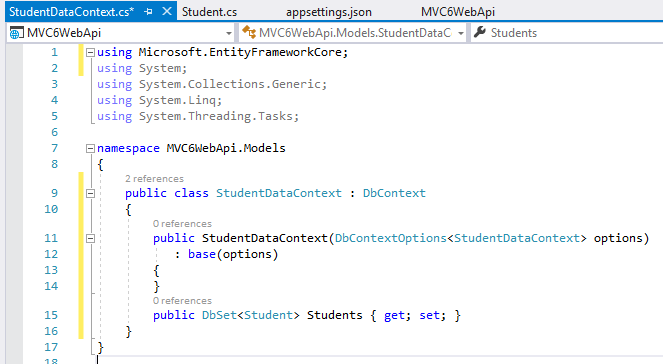 StudentDataContext.cs* Student.cs appsettings.json MVC6WebApi
MVC6WebApi MVC6WebApi.Models.StudentDataC Students
1 using Microsoft.EntityFrameworkCore;
2 using System;
3 using System.Collections.Generic;
4 using System.Linq;
5 using System.Threading.Tasks;
6
7 namespace MVC6WebApi.Models
8 {
2 references
9 public class StudentDataContext : DbContext
10 {
0 references
11 public StudentDataContext(DbContextOptions<StudentDataContext> options)
12 : base(options)
13 {
14 }
0 references
15 public DbSet<Student> Students { get; set; }
16 }
17 }
18